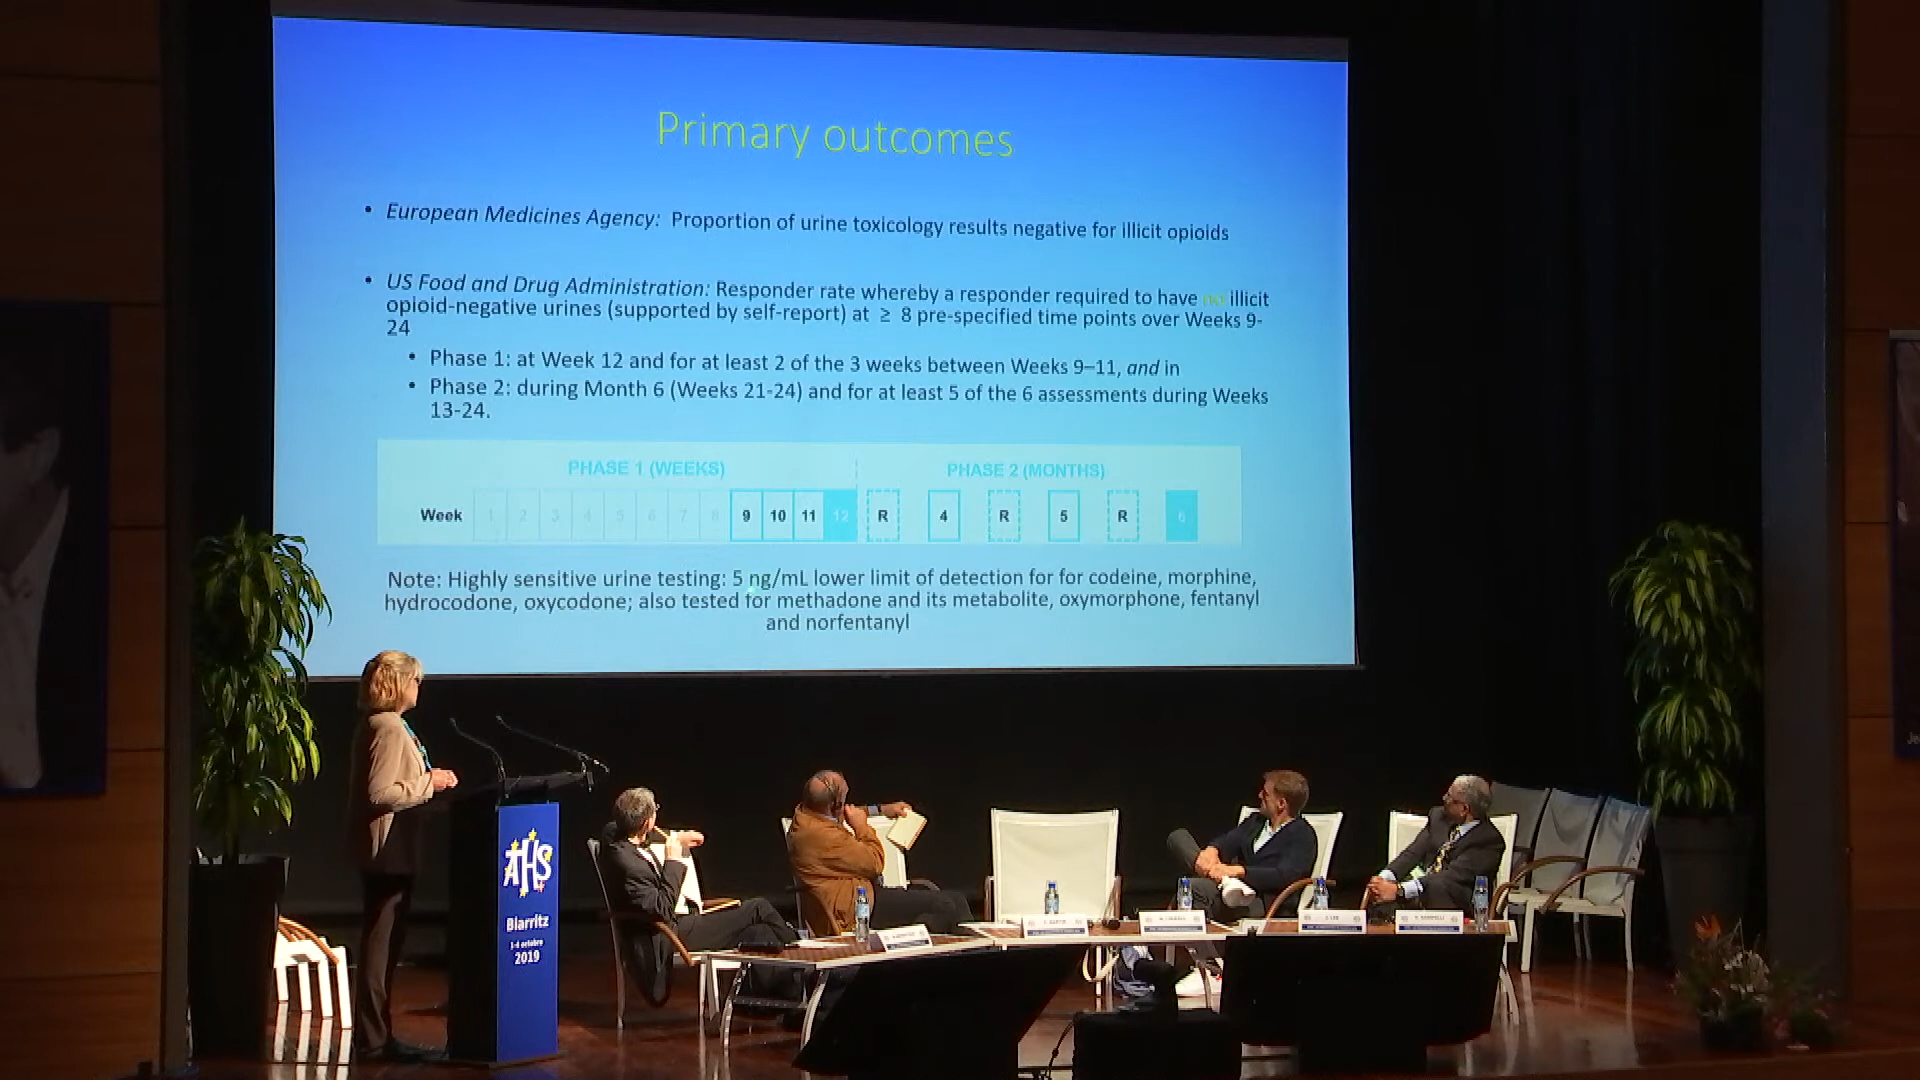 Primary outcomes
• European Medicines Agency: Proportion of urine toxicology results negative for illicit opioids
• US Food and Drug Administration: Responder rate whereby a responder required to have no illicit
opioid-negative urines (supported by self-report) at ≥ 8 pre-specified time points over Weeks 9-
24
• Phase 1: at Week 12 and for at least 2 of the 3 weeks between Weeks 9–11, and in
• Phase 2: during Month 6 (Weeks 21-24) and for at least 5 of the 6 assessments during Weeks
13-24.
PHASE 1 (WEEKS) PHASE 2 (MONTHS)
Week 1 2 3 4 5 6 7 8 9 10 11 12 R 4 R 5 R 6
Note: Highly sensitive urine testing: 5 ng/mL lower limit of detection for for codeine, morphine,
hydrocodone, oxycodone; also tested for methadone and its metabolite, oxymorphone, fentanyl
and norfentanyl
AHS
Biarritz
1-4 octobre
2019
J. LEE
Je